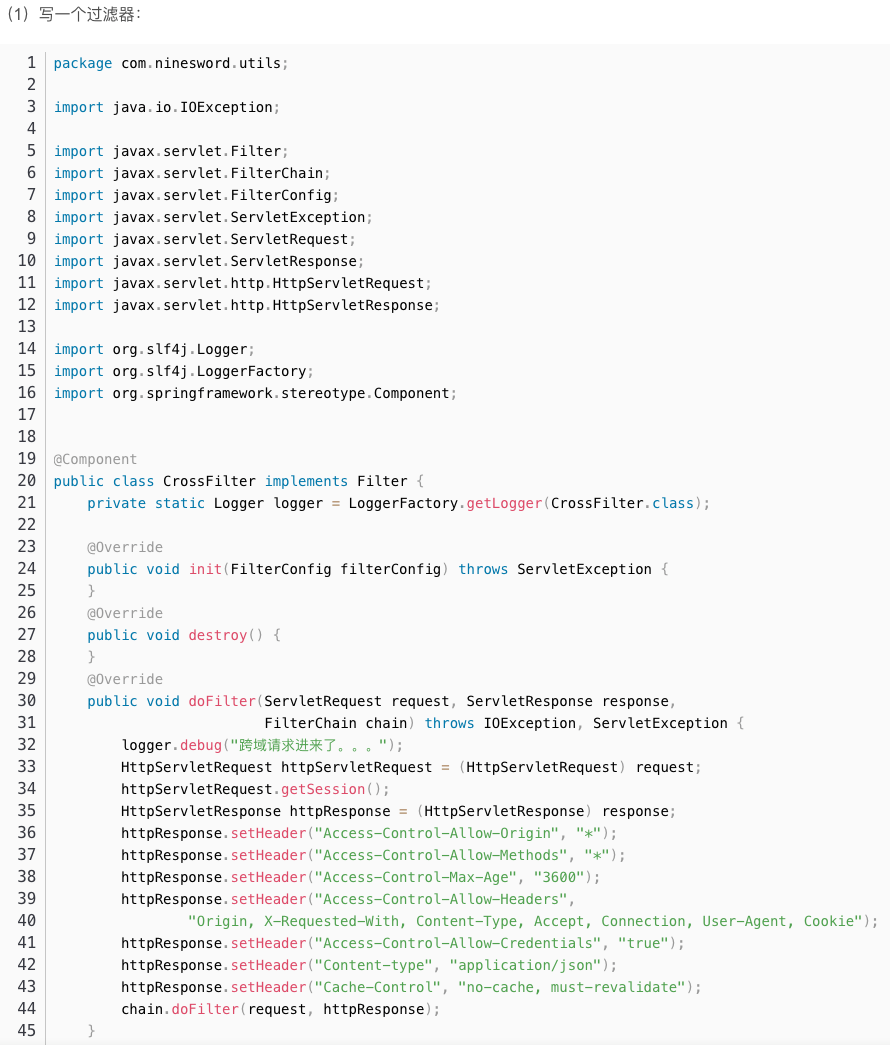 （1）写一个过滤器：
1 package com.ninesword.utils;
2
3 import java.io.IOException;
4
5 import javax.servlet.Filter;
6 import javax.servlet.FilterChain;
7 import javax.servlet.FilterConfig;
8 import javax.servlet.ServletException;
9 import javax.servlet.ServletRequest;
10 import javax.servlet.ServletResponse;
11 import javax.servlet.http.HttpServletRequest;
12 import javax.servlet.http.HttpServletResponse;
13
14 import org.slf4j.Logger;
15 import org.slf4j.LoggerFactory;
16 import org.springframework.stereotype.Component;
17
18
19 @Component
20 public class CrossFilter implements Filter {
21     private static Logger logger = LoggerFactory.getLogger(CrossFilter.class);
22
23     @Override
24     public void init(FilterConfig filterConfig) throws ServletException {
25     }
26     @Override
27     public void destroy() {
28     }
29     @Override
30     public void doFilter(ServletRequest request, ServletResponse response,
31                          FilterChain chain) throws IOException, ServletException {
32         logger.debug("跨域请求进来了。。。");
33         HttpServletRequest httpServletRequest = (HttpServletRequest) request;
34         httpServletRequest.getSession();
35         HttpServletResponse httpResponse = (HttpServletResponse) response;
36         httpResponse.setHeader("Access-Control-Allow-Origin", "*");
37         httpResponse.setHeader("Access-Control-Allow-Methods", "*");
38         httpResponse.setHeader("Access-Control-Max-Age", "3600");
39         httpResponse.setHeader("Access-Control-Allow-Headers",
40                 "Origin, X-Requested-With, Content-Type, Accept, Connection, User-Agent, Cookie");
41         httpResponse.setHeader("Access-Control-Allow-Credentials", "true");
42         httpResponse.setHeader("Content-type", "application/json");
43         httpResponse.setHeader("Cache-Control", "no-cache, must-revalidate");
44         chain.doFilter(request, httpResponse);
45     }